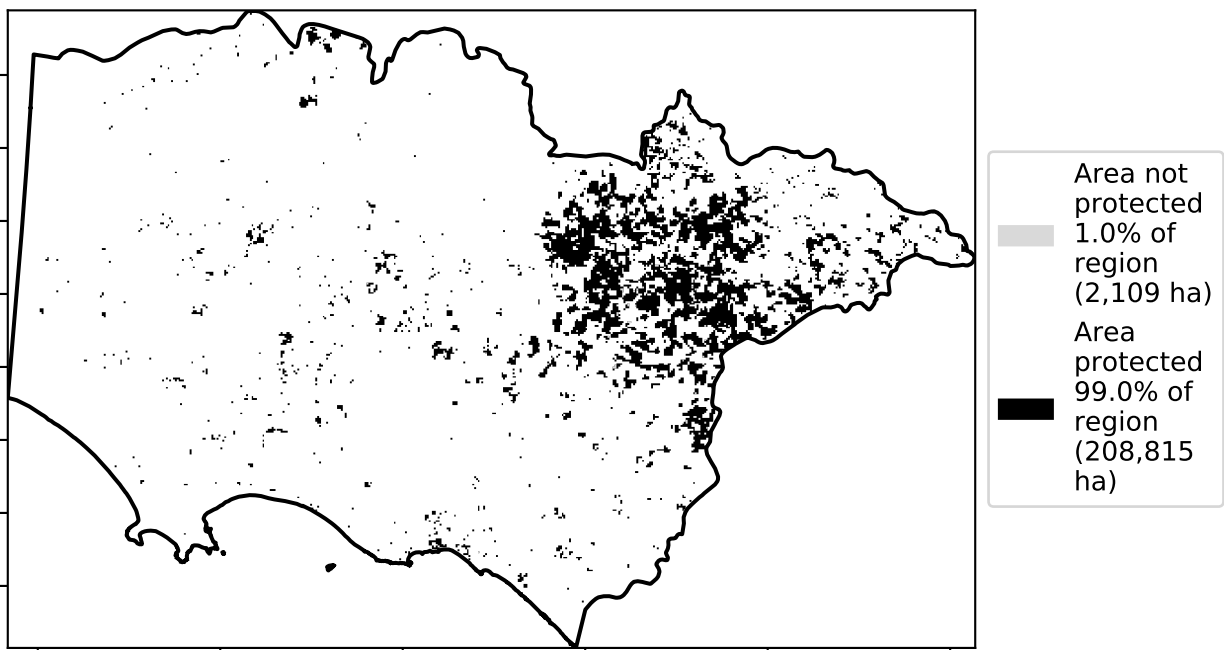 Area not
protected
1.0% of
region
(2,109 ha)
Area
protected
99.0% of
region
(208,815
ha)